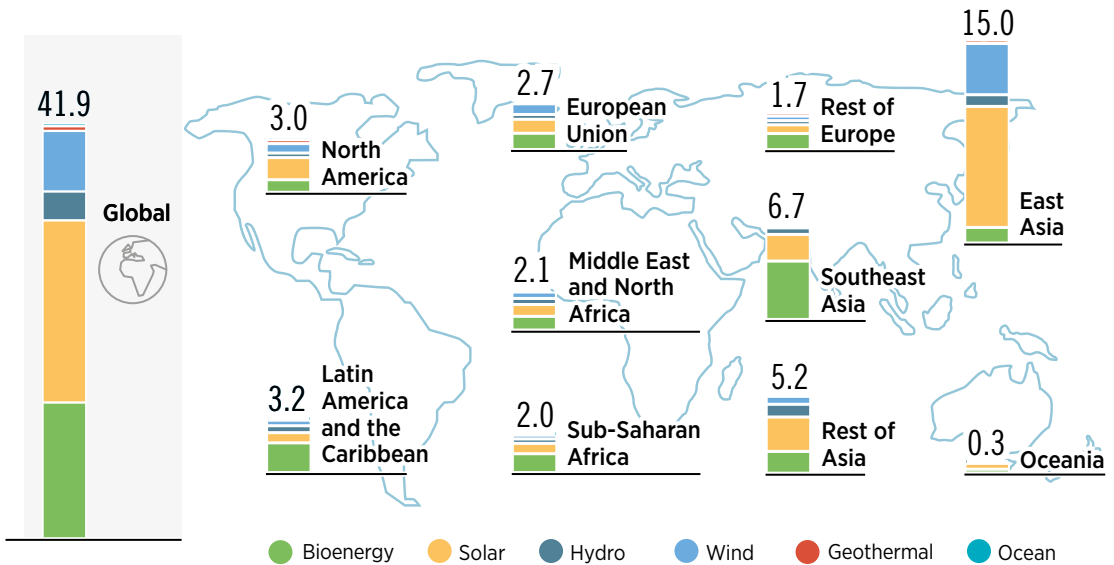 41.9
Global
3.0
North
America
2.7
European
Union
1.7
Rest of
Europe
15.0
East
Asia
2.1
Middle East
and North
Africa
6.7
Southeast
Asia
3.2
Latin
America
and the
Caribbean
2.0
Sub-Saharan
Africa
5.2
Rest of
Asia
0.3
Oceania
Bioenergy
Solar
Hydro
Wind
Geothermal
Ocean